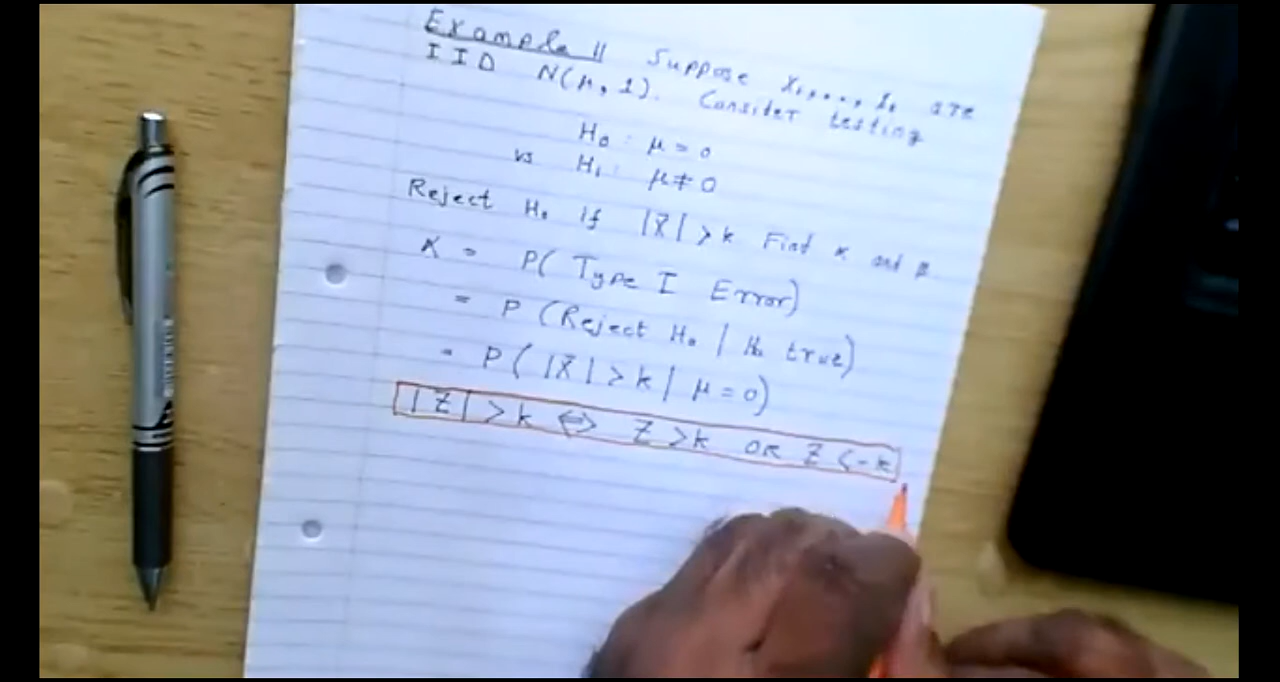 Example 11 Suppose X₁,..., Xₙ are
IID N(μ, 1). Consider testing
H₀ : μ = 0
vs H₁ : μ ≠ 0
Reject H₀ if |X̄| > k Find α and β
α = P( Type I Error)
= P (Reject H₀ | H₀ true)
= P( |X̄| > k | μ = 0)
|Z| > k ⇔ Z > k OR Z < -k